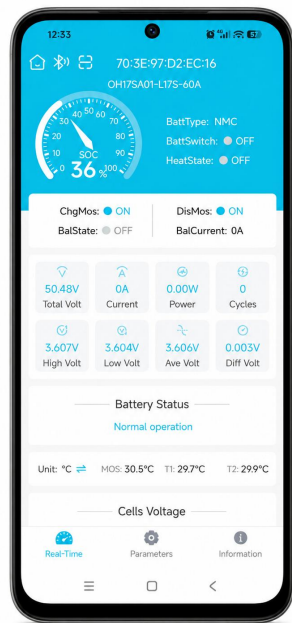 12:33
70:3E:97:D2:EC:16
OH17SA01-L17S-60A
0 10 20 30 40 50 60 70 80 90 100
SOC
36 %
BattType: NMC
BattSwitch: OFF
HeatState: OFF
ChgMos: ON
DisMos: ON
BalState: OFF
BalCurrent: 0A
50.48V 0A 0.00W 0
Total Volt Current Power Cycles
3.607V 3.604V 3.606V 0.003V
High Volt Low Volt Ave Volt Diff Volt
Battery Status
Normal operation
Unit: °C ⇌ MOS: 30.5°C T1: 29.7°C T2: 29.9°C
Cells Voltage
Real-Time Parameters Information